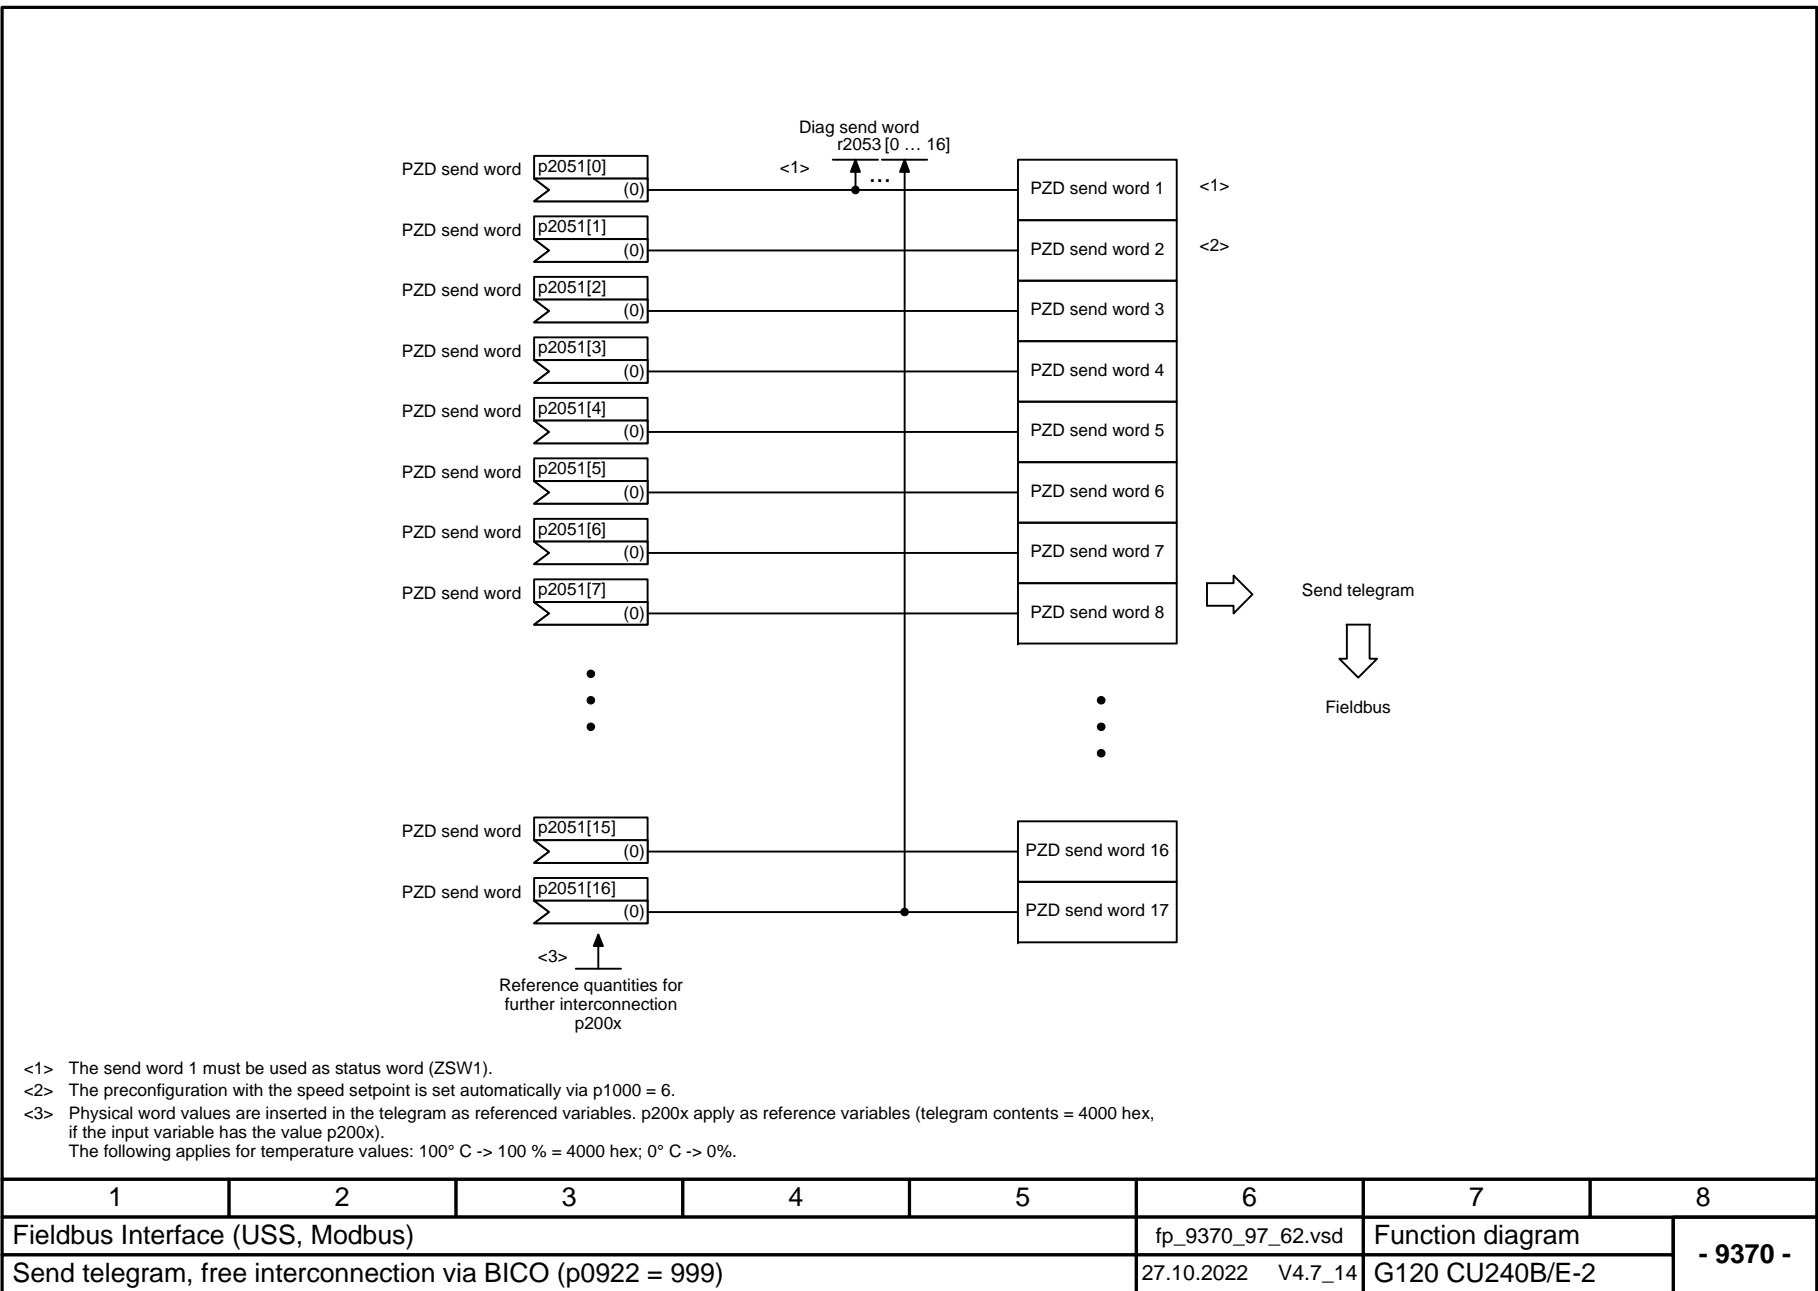 Diag send word
r2053 [0 … 16]
<1>
...
PZD send word p2051[0]
(0)
PZD send word 1 <1>
PZD send word p2051[1]
(0)
PZD send word 2 <2>
PZD send word p2051[2]
(0)
PZD send word 3
PZD send word p2051[3]
(0)
PZD send word 4
PZD send word p2051[4]
(0)
PZD send word 5
PZD send word p2051[5]
(0)
PZD send word 6
PZD send word p2051[6]
(0)
PZD send word 7
PZD send word p2051[7]
(0)
PZD send word 8
Send telegram
Fieldbus
PZD send word p2051[15]
(0)
PZD send word 16
PZD send word p2051[16]
(0)
PZD send word 17
<3>
Reference quantities for
further interconnection
p200x
<1> The send word 1 must be used as status word (ZSW1).
<2> The preconfiguration with the speed setpoint is set automatically via p1000 = 6.
<3> Physical word values are inserted in the telegram as referenced variables. p200x apply as reference variables (telegram contents = 4000 hex,
if the input variable has the value p200x).
The following applies for temperature values: 100° C -> 100 % = 4000 hex; 0° C -> 0%.
1 2 3 4 5 6 7 8
Fieldbus Interface (USS, Modbus) fp_9370_97_62.vsd Function diagram
- 9370 -
Send telegram, free interconnection via BICO (p0922 = 999) 27.10.2022 V4.7_14 G120 CU240B/E-2